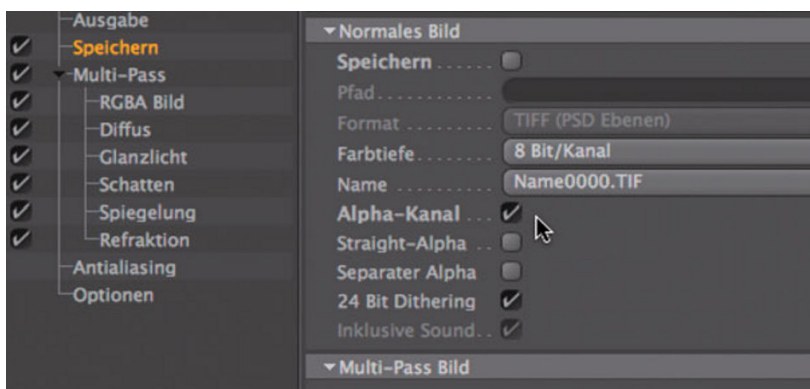 Ausgabe
Speichern
Multi-Pass
RGBA Bild
Diffus
Glanzlicht
Schatten
Spiegelung
Refraktion
Antialiasing
Optionen
Normales Bild
Speichern......
Pfad............
Format.........
TIFF (PSD Ebenen)
Farbtiefe.......
8 Bit/Kanal
Name..........
Name0000.TIF
Alpha-Kanal...
Straight-Alpha..
Separater Alpha
24 Bit Dithering
Inklusive Sound..
Multi-Pass Bild